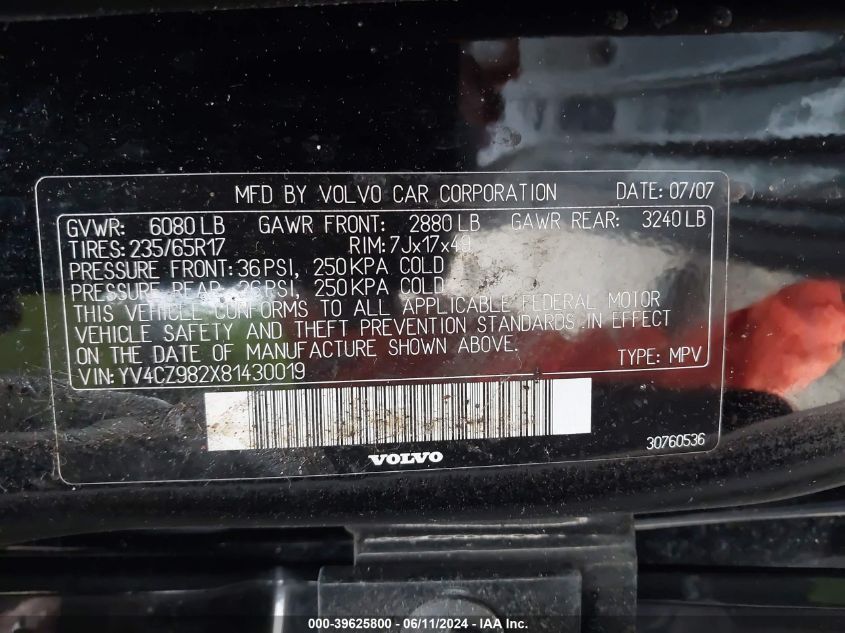 MFD BY VOLVO CAR CORPORATION DATE: 07/07
GVWR: 6080 LB GAWR FRONT: 2880 LB GAWR REAR: 3240 LB
TIRES: 235/65R17 RIM: 7Jx17x49
PRESSURE FRONT: 36 PSI, 250 KPA COLD
PRESSURE REAR: 36 PSI, 250 KPA COLD
THIS VEHICLE CONFORMS TO ALL APPLICABLE FEDERAL MOTOR
VEHICLE SAFETY AND THEFT PREVENTION STANDARDS IN EFFECT
ON THE DATE OF MANUFACTURE SHOWN ABOVE.
VIN: YV4CZ982X81430019 TYPE: MPV
30760536
VOLVO
000-39625800 - 06/11/2024 - IAA Inc.